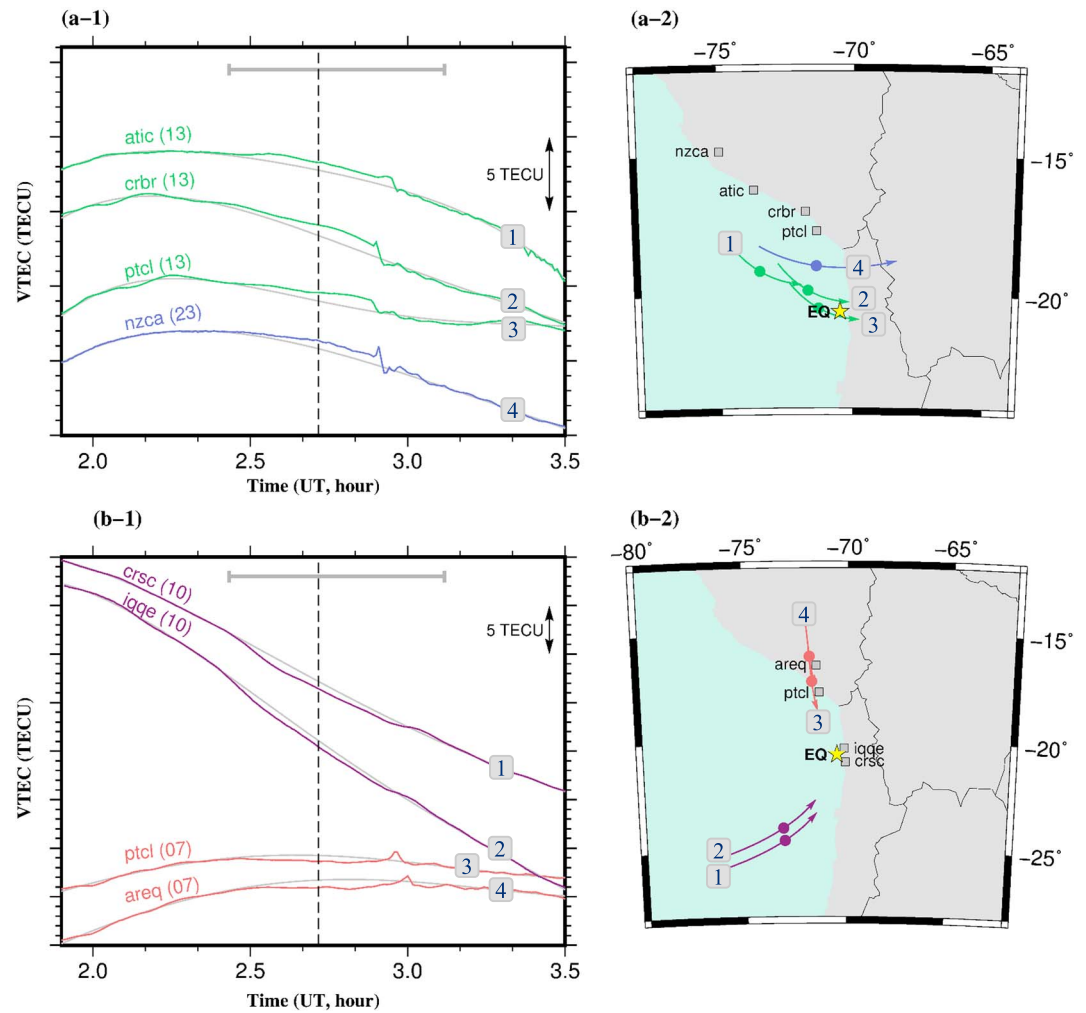 (a−1)
VTEC (TECU)
atic (13)
crbr (13)
ptcl (13)
nzca (23)
5 TECU
1
2
3
4
2.0 2.5 3.0 3.5
Time (UT, hour)
(a−2)
−75˚ −70˚ −65˚
−15˚
−20˚
nzca
atic
crbr
ptcl
1
4
2
EQ
3
(b−1)
VTEC (TECU)
crsc (10)
iqqe (10)
5 TECU
1
2
ptcl (07)
3
areq (07)
4
2.0 2.5 3.0 3.5
Time (UT, hour)
(b−2)
−80˚ −75˚ −70˚ −65˚
−15˚
−20˚
−25˚
4
areq
ptcl
3
iqqe
EQ
crsc
2
1